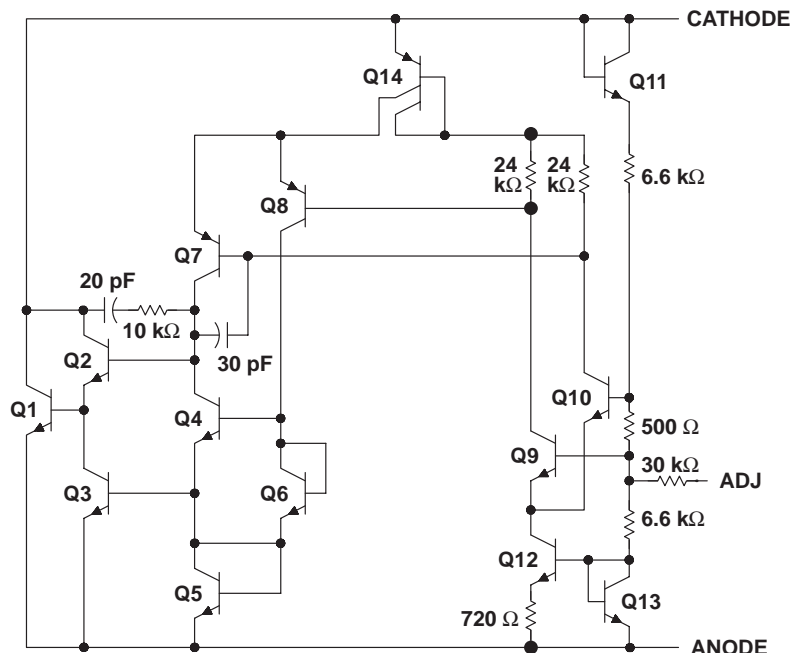 CATHODE
Q14
Q11
24
kΩ
24
kΩ
6.6 kΩ
Q8
Q7
20 pF
10 kΩ
30 pF
Q2
Q10
Q1
Q4
500 Ω
Q9
30 kΩ
ADJ
Q3
Q6
6.6 kΩ
Q12
Q5
Q13
720 Ω
ANODE